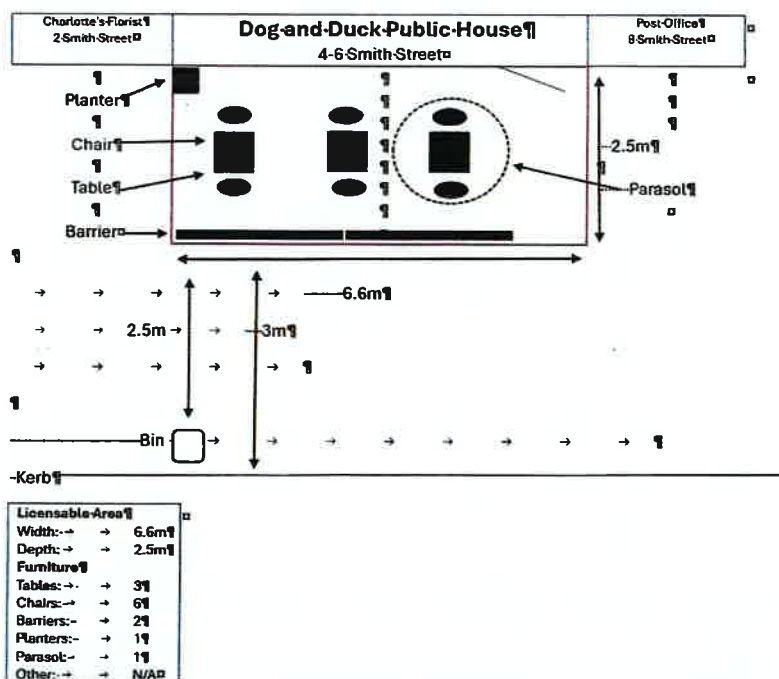 Charlotte's Florist
2 Smith Street
Dog and Duck Public House
4-6 Smith Street
Post Office
8 Smith Street
Planter
Chair
Table
Barrier
2.5m
Parasol
6.6m
2.5m
3m
Bin
Kerb
Licensable Area
Width: 6.6m
Depth: 2.5m
Furniture
Tables: 3
Chairs: 6
Barriers: 2
Planters: 1
Parasol: 1
Other: N/A